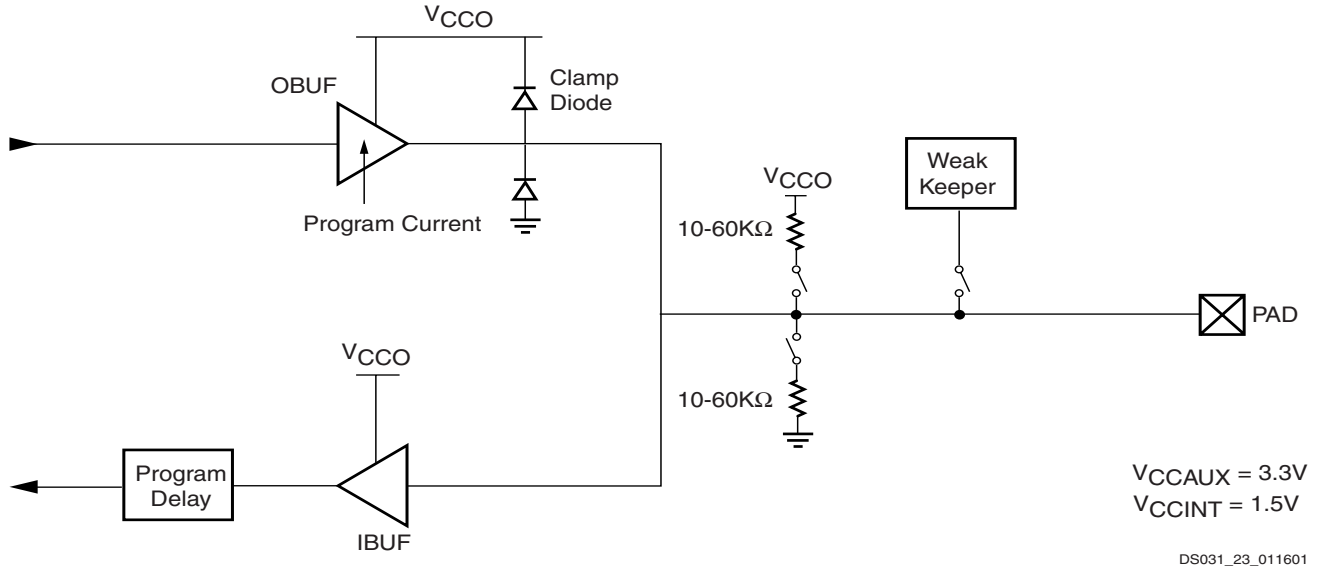 VCCO
OBUF
Clamp
Diode
Program Current
VCCO
10-60KΩ
Weak
Keeper
PAD
10-60KΩ
VCCO
Program
Delay
IBUF
VCCAUX = 3.3V
VCCINT = 1.5V
DS031_23_011601